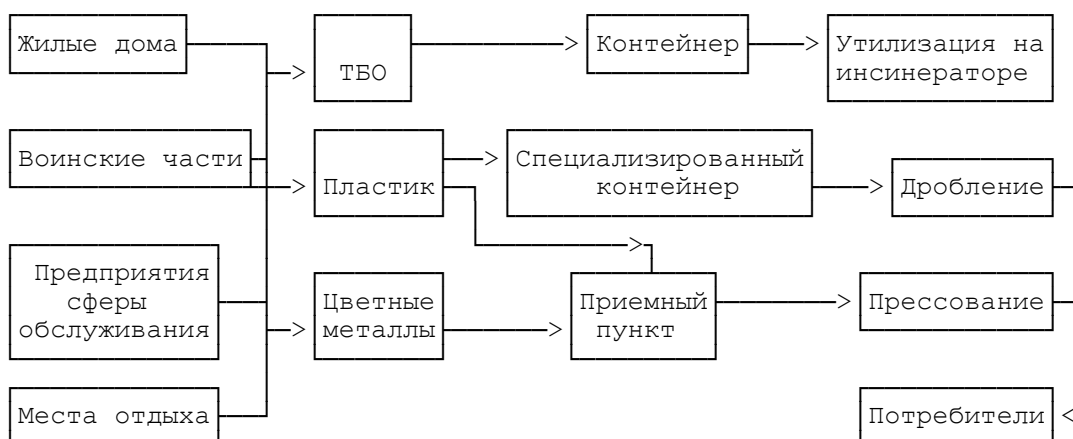 Жилые дома
ТБО
Контейнер
Утилизация на
инсинераторе
Воинские части
Пластик
Специализированный
контейнер
Дробление
Предприятия
сферы
обслуживания
Цветные
металлы
Приемный
пункт
Прессование
Места отдыха
Потребители